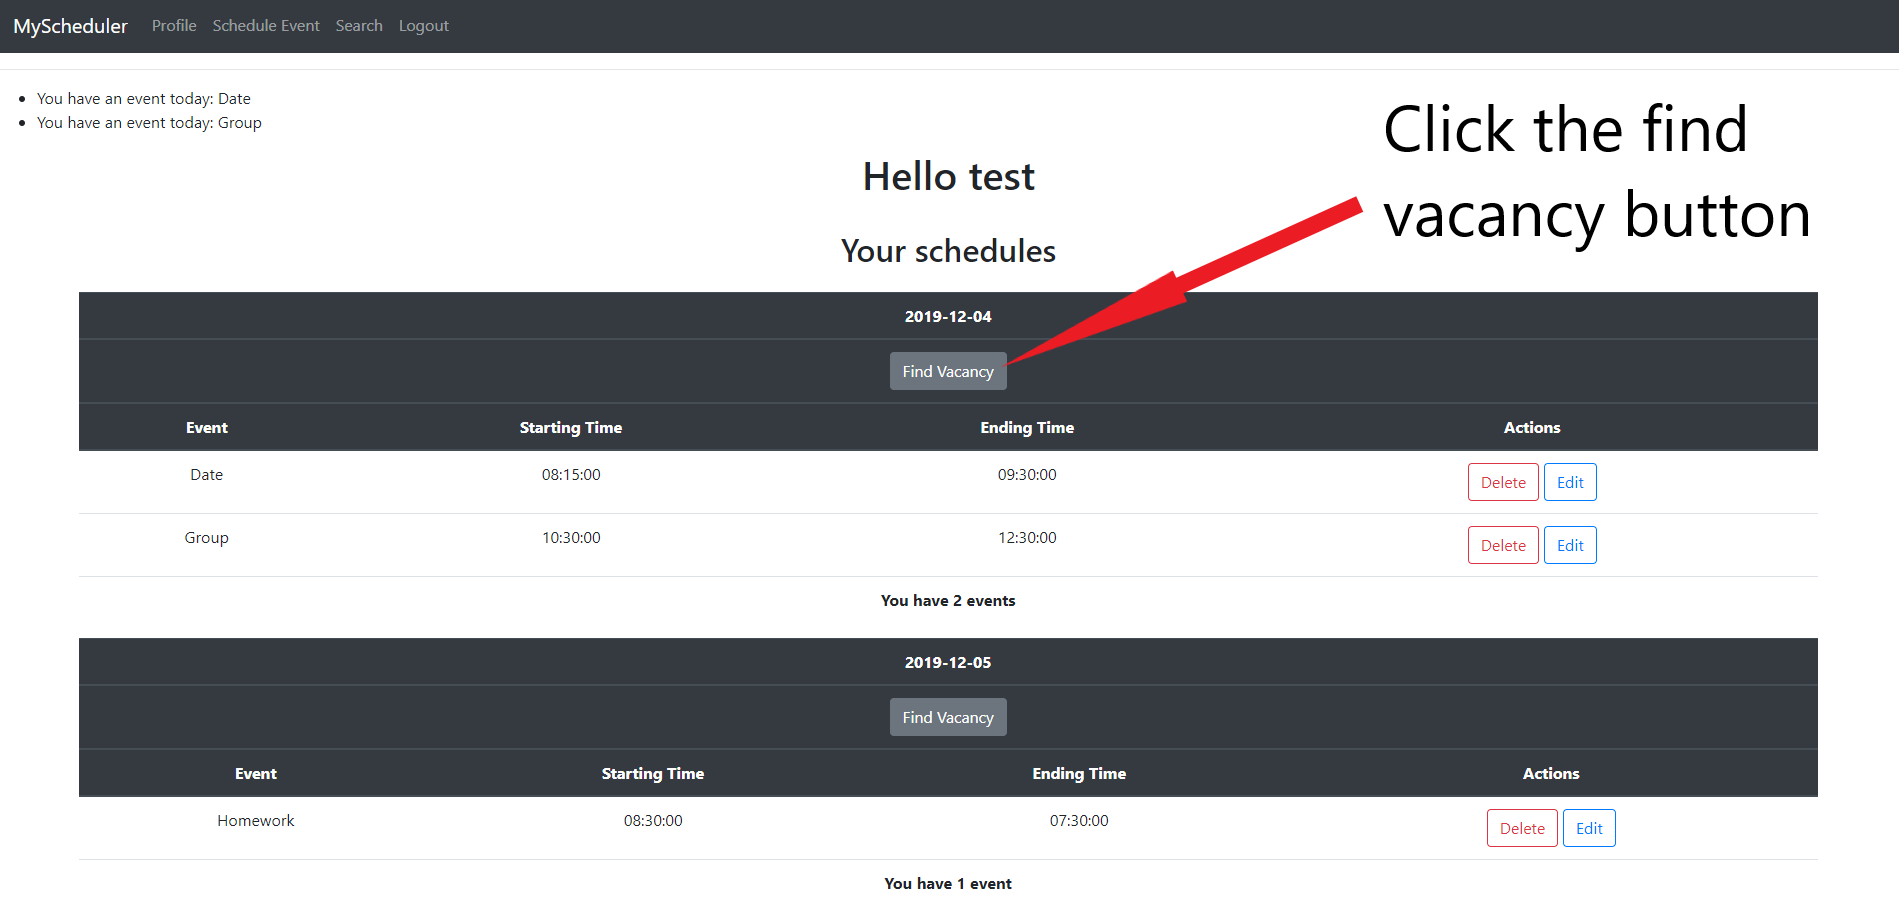 MyScheduler Profile Schedule Event Search Logout
You have an event today: Date
You have an event today: Group
Click the find
vacancy button
Hello test
Your schedules
2019-12-04
Find Vacancy
Event Starting Time Ending Time Actions
Date 08:15:00 09:30:00 Delete Edit
Group 10:30:00 12:30:00 Delete Edit
You have 2 events
2019-12-05
Find Vacancy
Event Starting Time Ending Time Actions
Homework 08:30:00 07:30:00 Delete Edit
You have 1 event